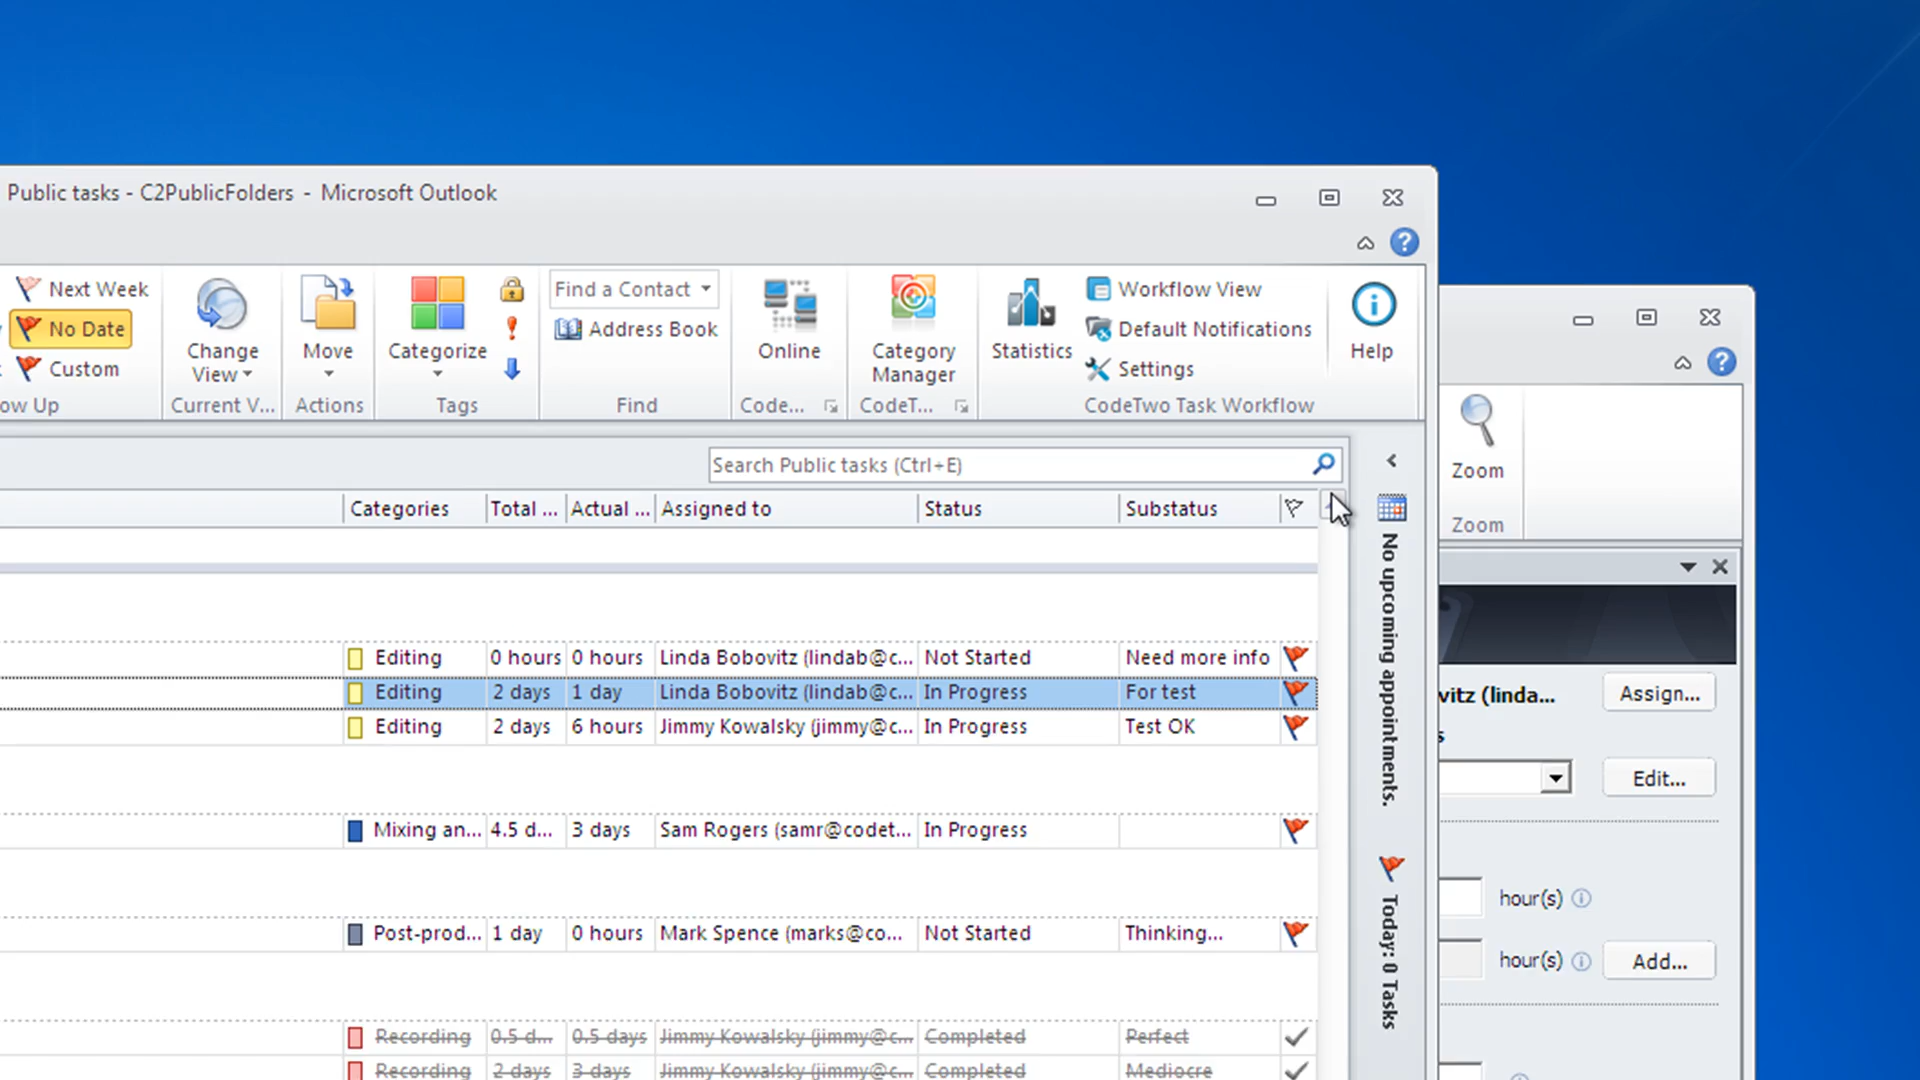 Public tasks - C2PublicFolders - Microsoft Outlook
Next Week
No Date
Custom
ow Up
Change View
Current V...
Move
Actions
Categorize
Tags
Find a Contact
Address Book
Find
Online
Code...
Category Manager
CodeT...
Statistics
Workflow View
Default Notifications
Settings
CodeTwo Task Workflow
Help
Zoom
Zoom
Search Public tasks (Ctrl+E)
Categories Total ... Actual ... Assigned to Status Substatus
Editing 0 hours 0 hours Linda Bobovitz (lindab@c... Not Started Need more info
Editing 2 days 1 day Linda Bobovitz (lindab@c... In Progress For test
Editing 2 days 6 hours Jimmy Kowalsky (jimmy@c... In Progress Test OK
Mixing an... 4.5 d... 3 days Sam Rogers (samr@codet... In Progress
Post-prod... 1 day 0 hours Mark Spence (marks@co... Not Started Thinking...
Recording 0.5 d... 0.5 days Jimmy Kowalsky (jimmy@c... Completed Perfect
Recording 2 days 3 days Jimmy Kowalsky (jimmy@c... Completed Mediocre
No upcoming appointments.
Today: 0 Tasks
vitz (linda... Assign...
s
Edit...
hour(s)
hour(s) Add...